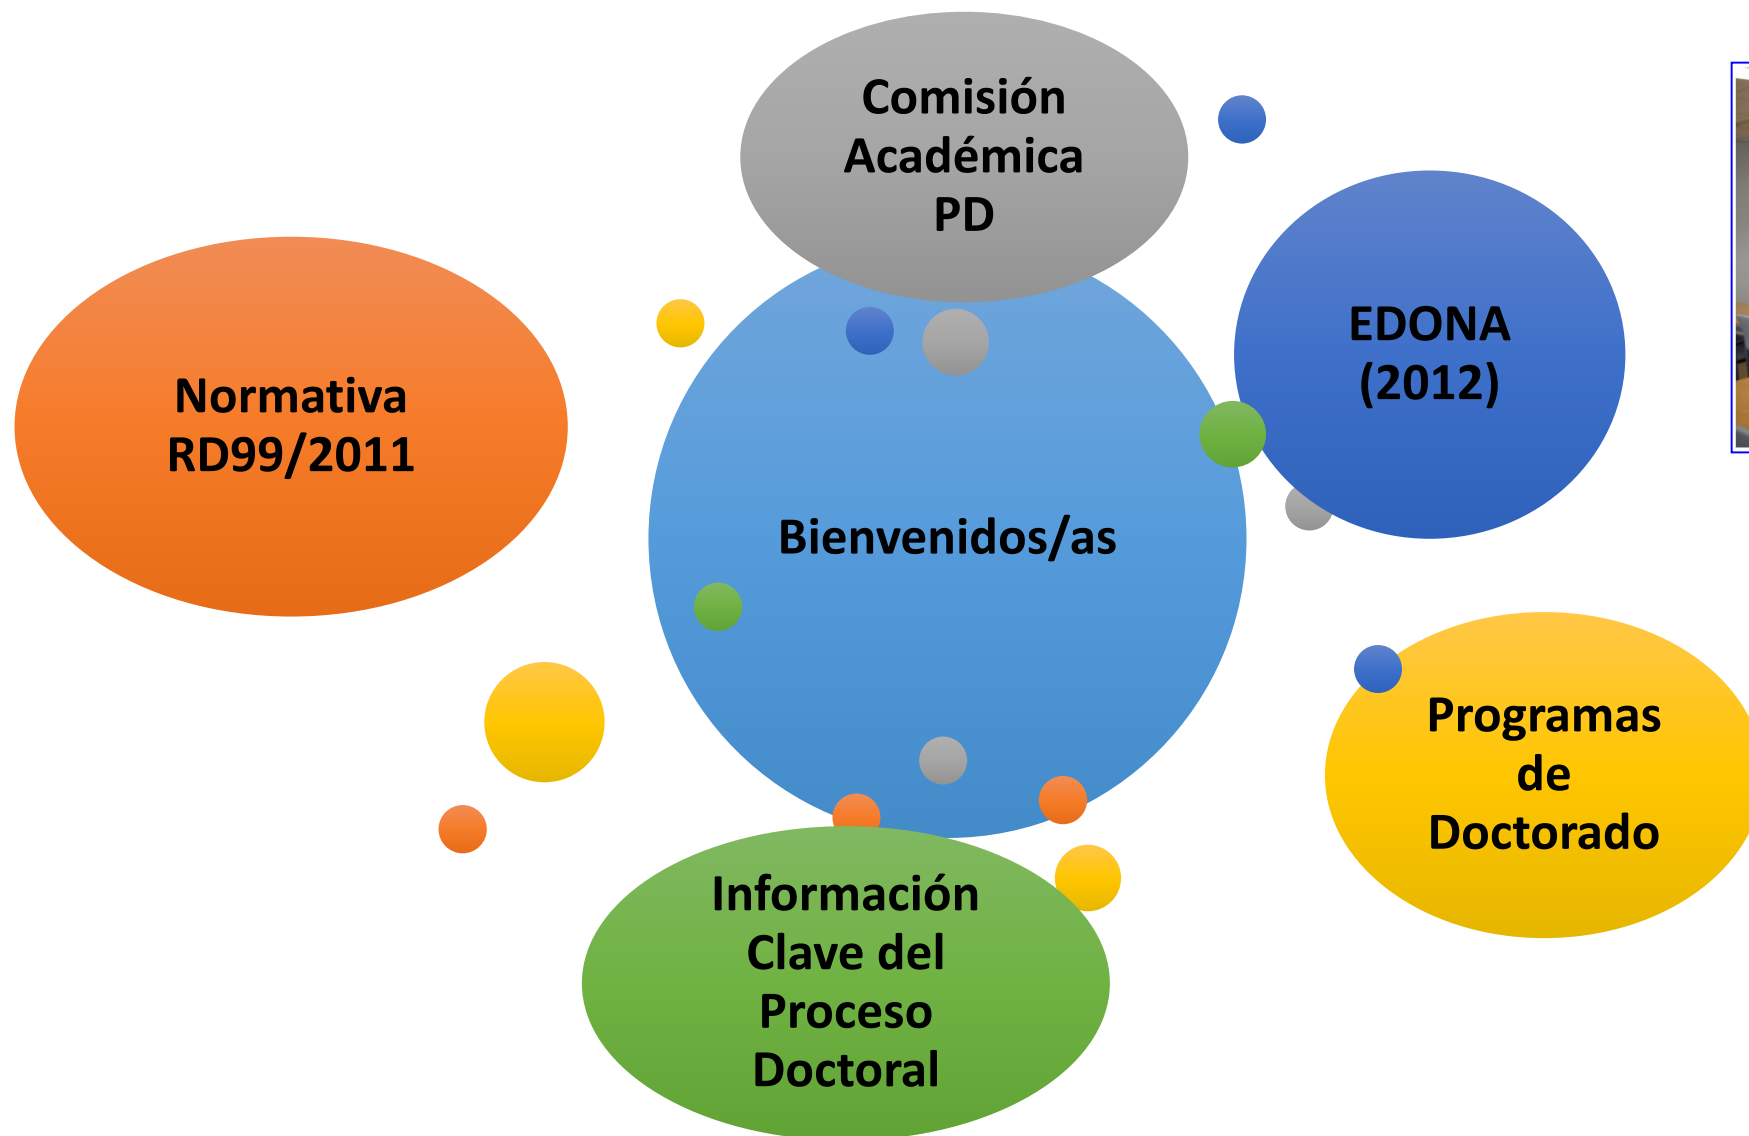 Comisión
Académica
PD
EDONA
(2012)
Normativa
RD99/2011
Bienvenidos/as
Programas
de
Doctorado
Información
Clave del
Proceso
Doctoral